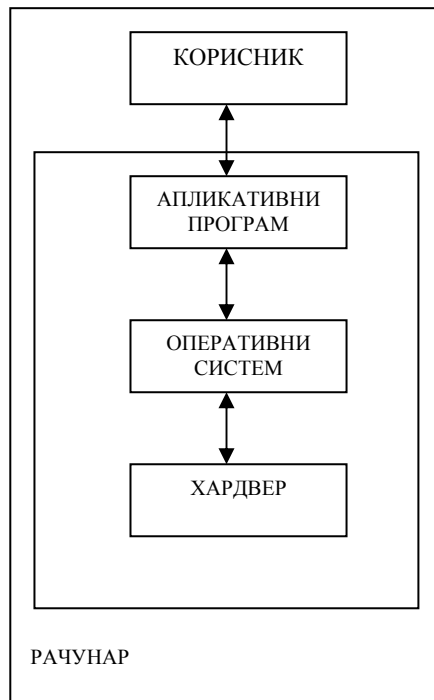 КОРИСНИК
АПЛИКАТИВНИ
ПРОГРАМ
ОПЕРАТИВНИ
СИСТЕМ
ХАРДВЕР
РАЧУНАР